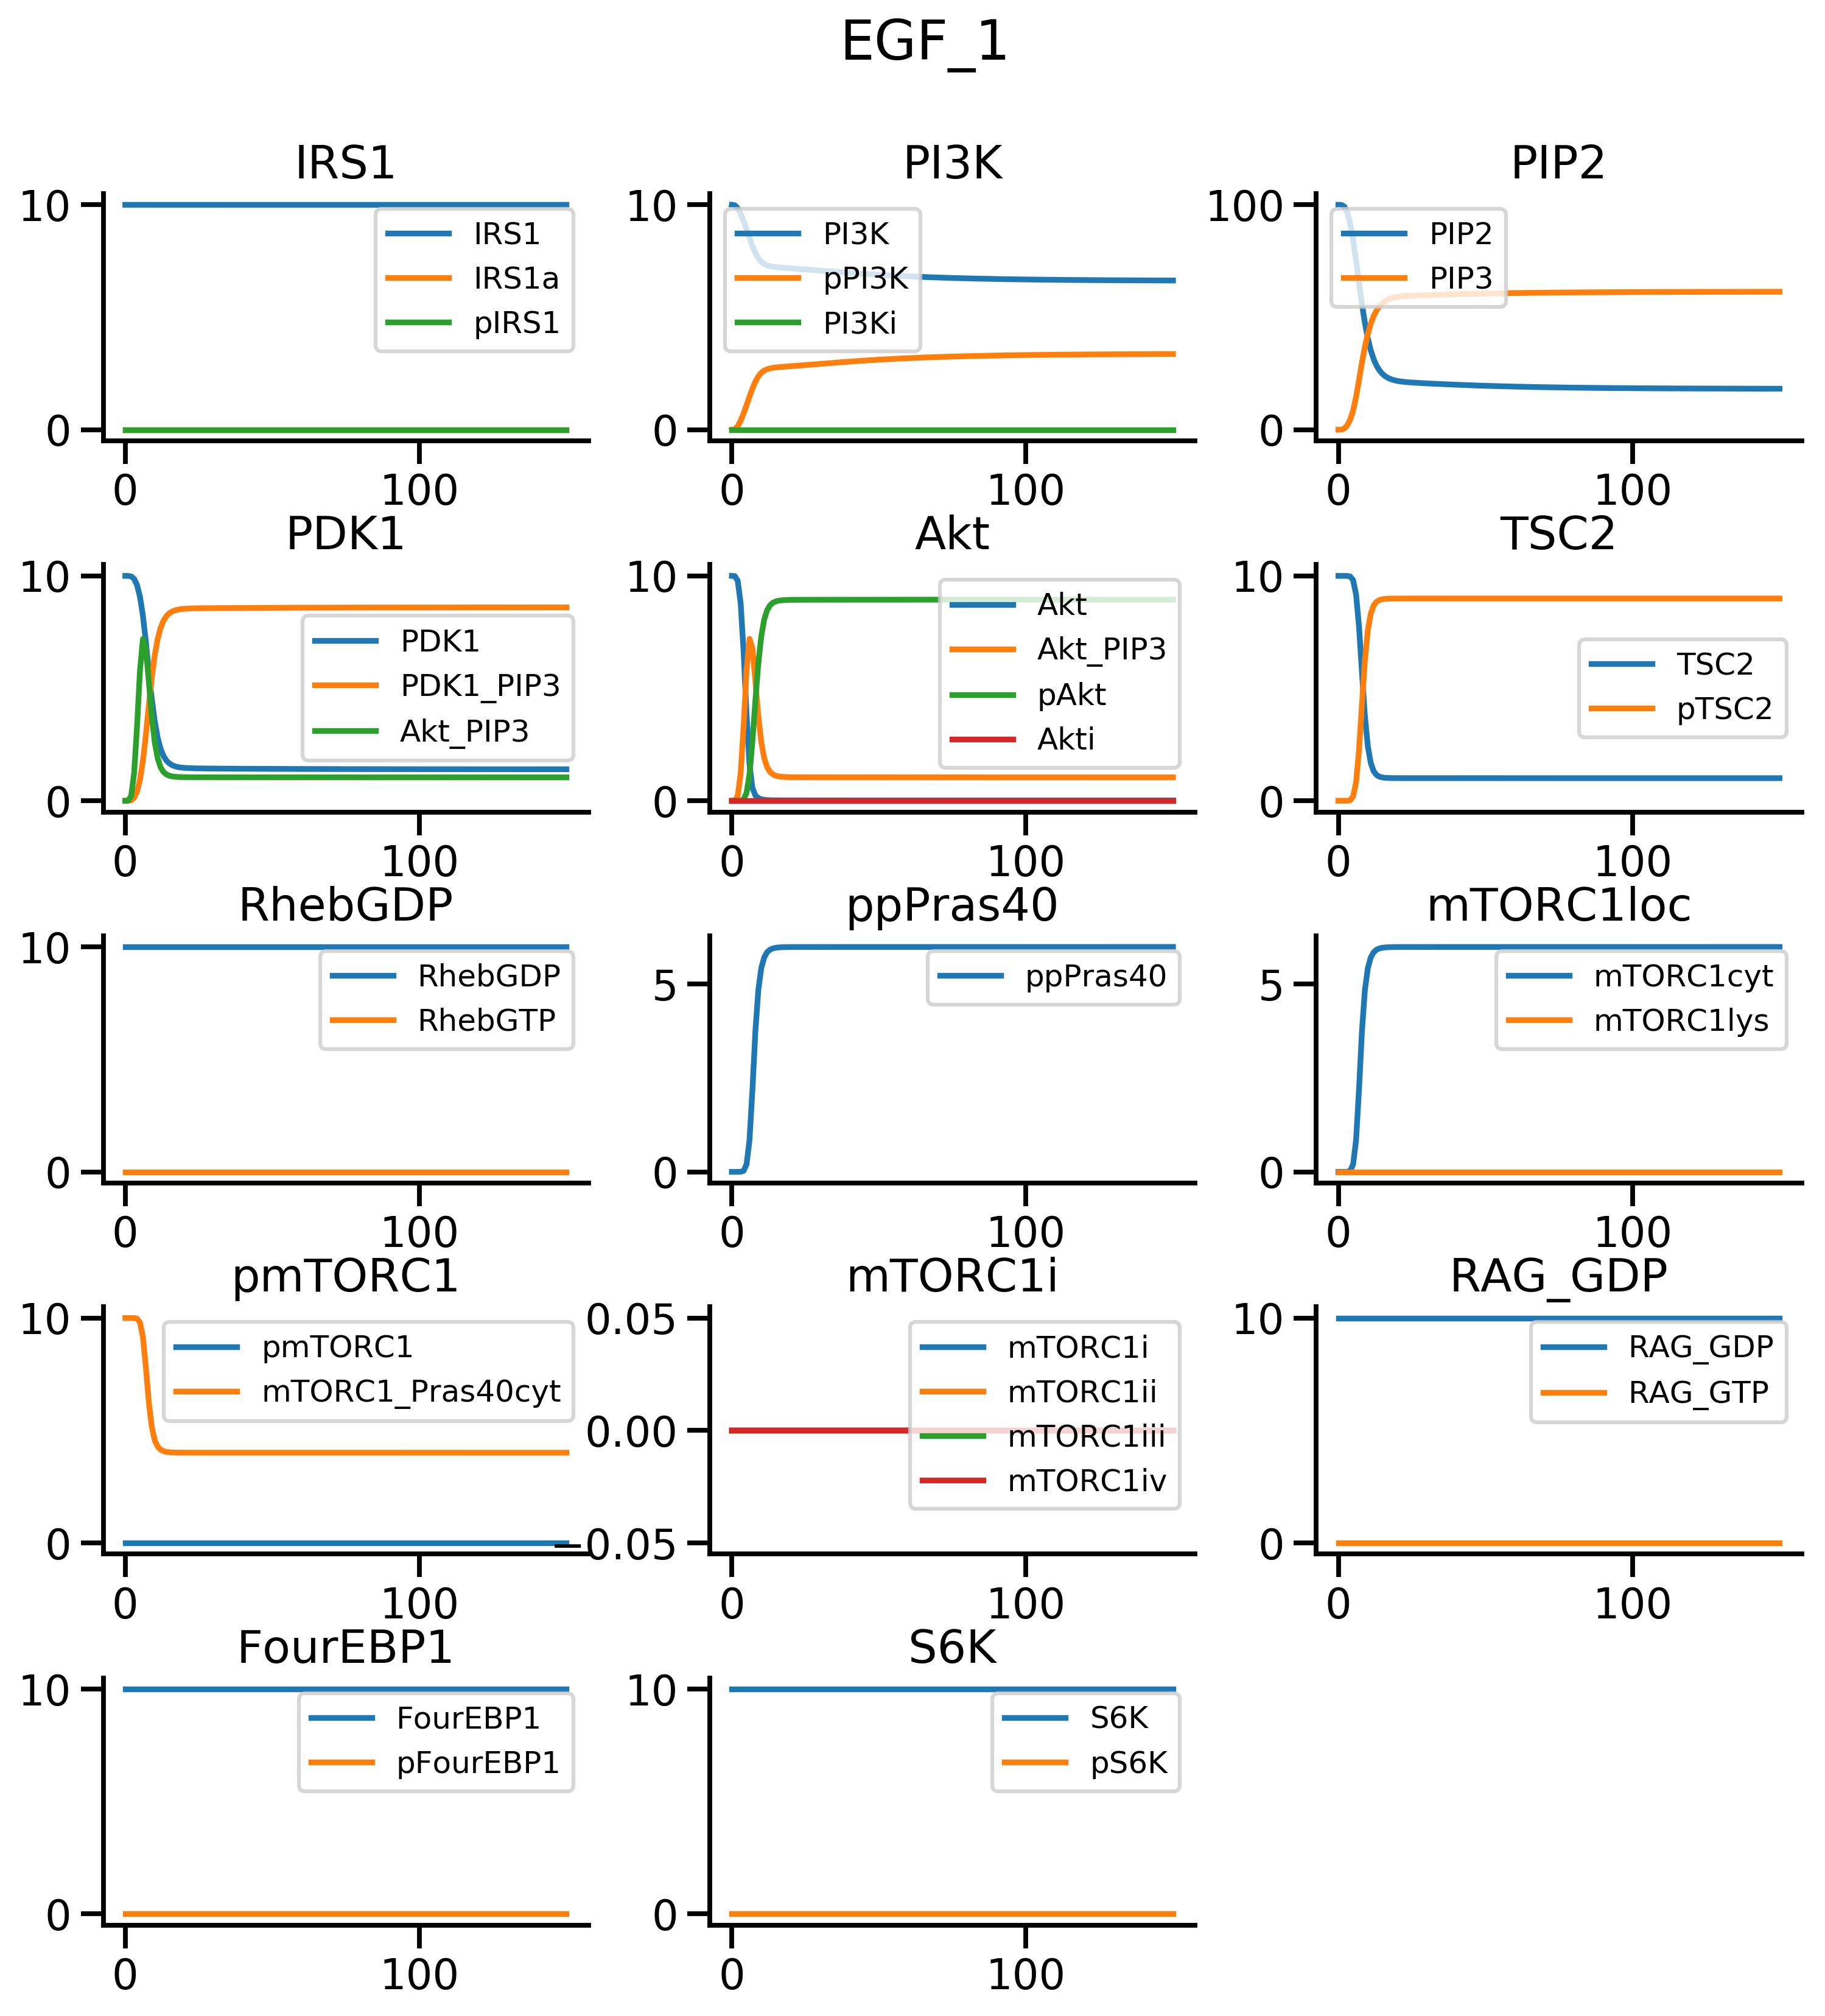 EGF_1
IRS1
10
0
0
100
IRS1
IRS1a
pIRS1
PI3K
10
0
0
100
PI3K
pPI3K
PI3Ki
PIP2
100
0
0
100
PIP2
PIP3
PDK1
10
0
0
100
PDK1
PDK1_PIP3
Akt_PIP3
Akt
10
0
0
100
Akt
Akt_PIP3
pAkt
Akti
TSC2
10
0
0
100
TSC2
pTSC2
RhebGDP
10
0
0
100
RhebGDP
RhebGTP
ppPras40
5
0
0
100
ppPras40
mTORC1loc
5
0
0
100
mTORC1cyt
mTORC1lys
pmTORC1
10
0
0
100
pmTORC1
mTORC1_Pras40cyt
mTORC1i
0.05
0.00
−0.05
0
100
mTORC1i
mTORC1ii
mTORC1iii
mTORC1iv
RAG_GDP
10
0
0
100
RAG_GDP
RAG_GTP
FourEBP1
10
0
0
100
FourEBP1
pFourEBP1
S6K
10
0
0
100
S6K
pS6K